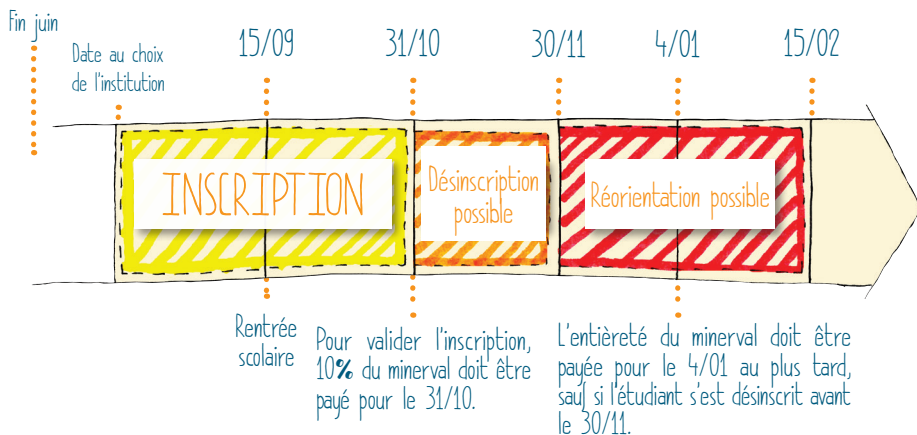 Fin juin
Date au choix
de l'institution
15/09
31/10
30/11
4/01
15/02
INSCRIPTION
Désinscription
possible
Réorientation possible
Rentrée
scolaire
Pour valider l'inscription,
10% du minerval doit être
payé pour le 31/10.
L'entièreté du minerval doit être
payée pour le 4/01 au plus tard,
sauf si l'étudiant s'est désinscrit avant
le 30/11.